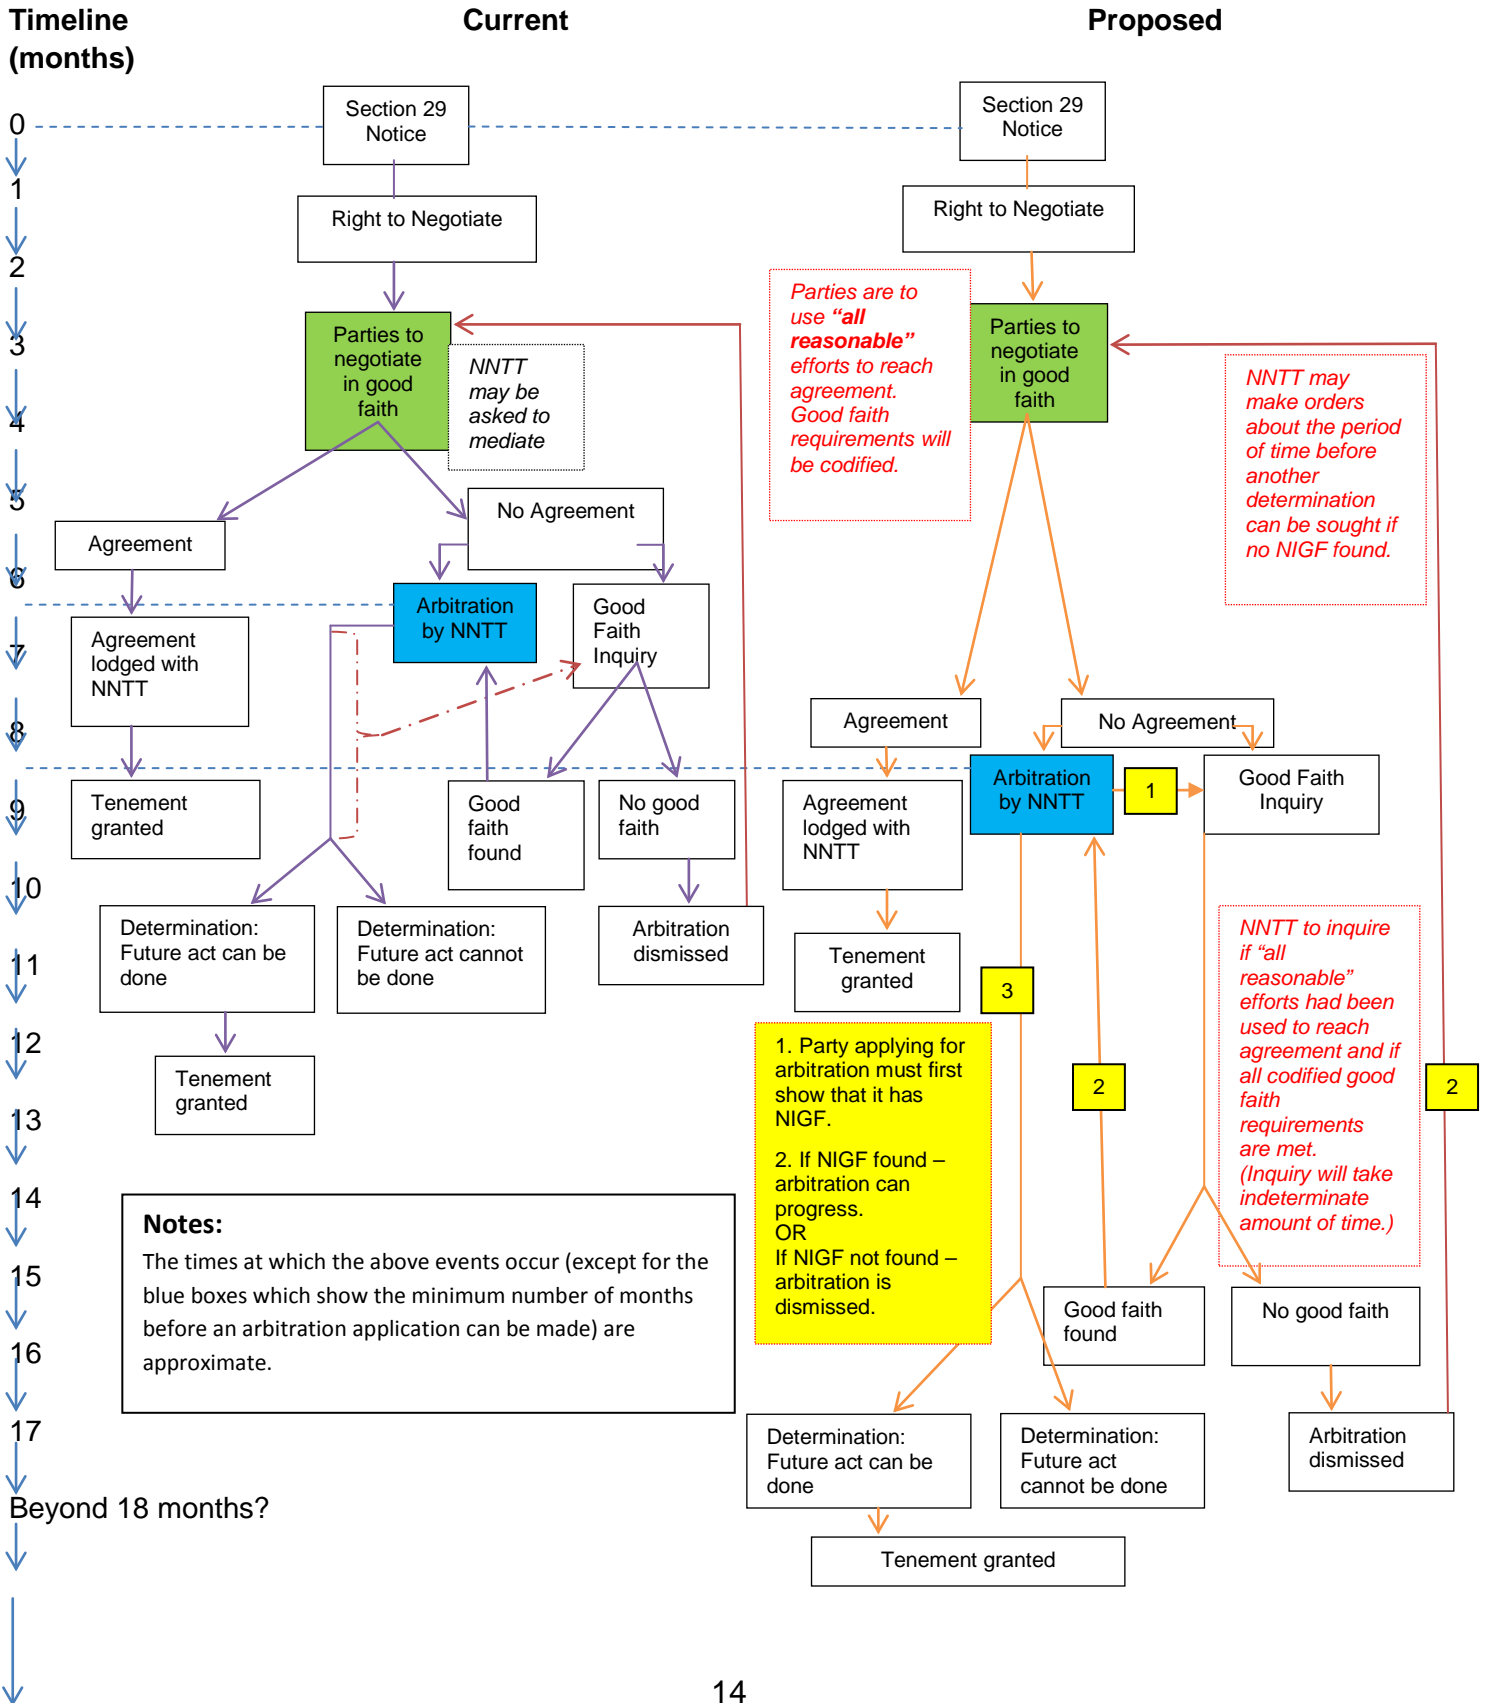 Timeline
(months)
Current
Proposed
0
1
2
3
4
5
6
7
8
9
10
11
12
13
14
15
16
17
Beyond 18 months?
Section 29
Notice
Right to Negotiate
Parties to
negotiate
in good
faith
NNTT
may be
asked to
mediate
Agreement
No Agreement
Agreement
lodged with
NNTT
Arbitration
by NNTT
Good
Faith
Inquiry
Tenement
granted
Good
faith
found
No good
faith
Determination:
Future act can be
done
Determination:
Future act cannot
be done
Arbitration
dismissed
Tenement
granted
Notes:
The times at which the above events occur (except for the
blue boxes which show the minimum number of months
before an arbitration application can be made) are
approximate.
Section 29
Notice
Right to Negotiate
Parties are to
use “all
reasonable”
efforts to reach
agreement.
Good faith
requirements will
be codified.
Parties to
negotiate
in good
faith
NNTT may
make orders
about the period
of time before
another
determination
can be sought if
no NIGF found.
Agreement
No Agreement
Agreement
lodged with
NNTT
Arbitration
by NNTT
1
Good Faith
Inquiry
Tenement
granted
3
NNTT to inquire
if “all
reasonable”
efforts had been
used to reach
agreement and if
all codified good
faith
requirements
are met.
(Inquiry will take
indeterminate
amount of time.)
1. Party applying for
arbitration must first
show that it has
NIGF.
2. If NIGF found –
arbitration can
progress.
OR
If NIGF not found –
arbitration is
dismissed.
2
2
Good faith
found
No good faith
Determination:
Future act can be
done
Determination:
Future act
cannot be done
Arbitration
dismissed
Tenement granted
14